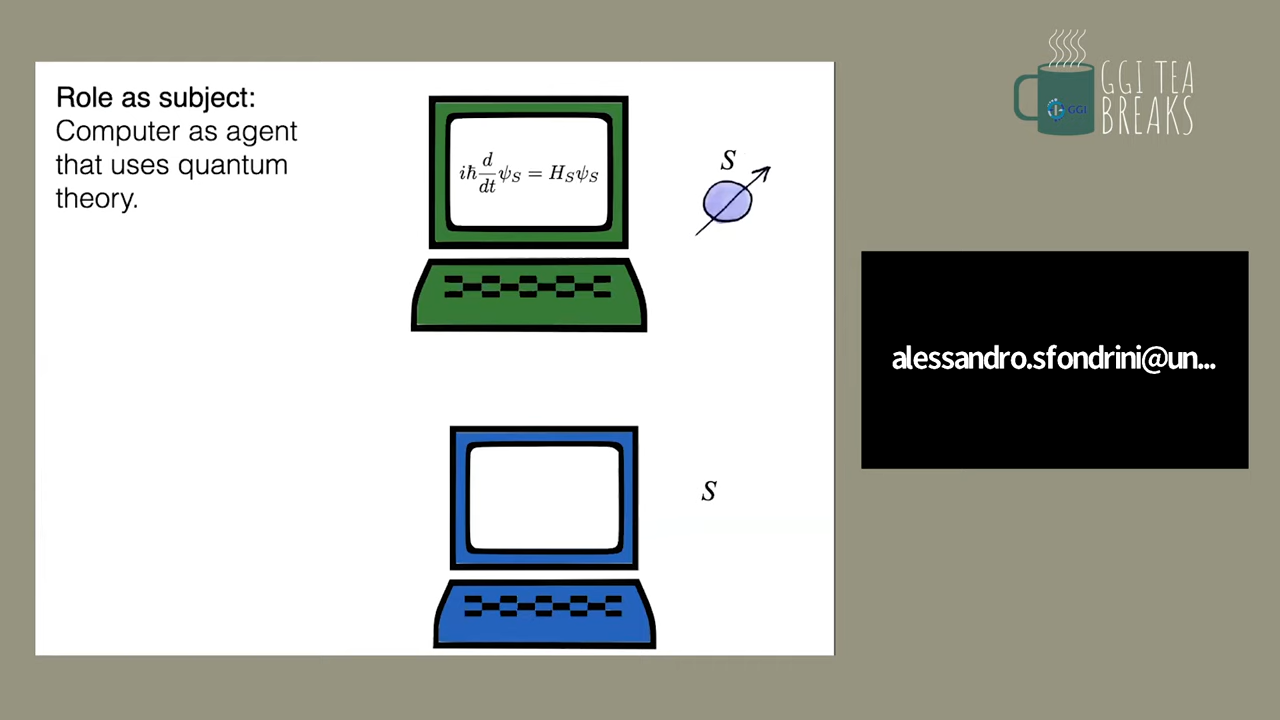 Role as subject:
Computer as agent
that uses quantum
theory.
iħ d/dt ψ_S = H_S ψ_S
S
S
GGI TEA
BREAKS
GGI
alessandro.sfondrini@un...